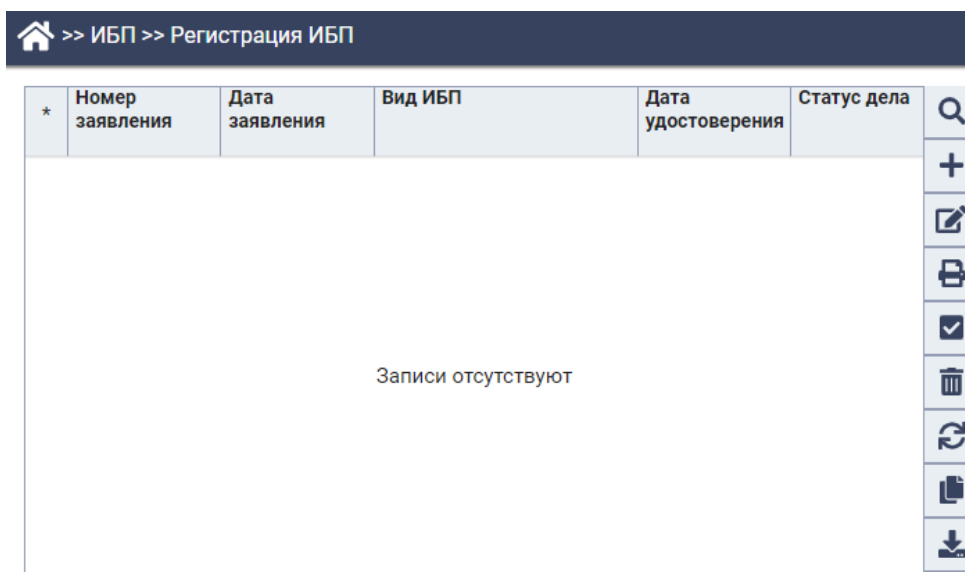 >> ИБП >> Регистрация ИБП
* Номер заявления Дата заявления Вид ИБП Дата удостоверения Статус дела
Записи отсутствуют